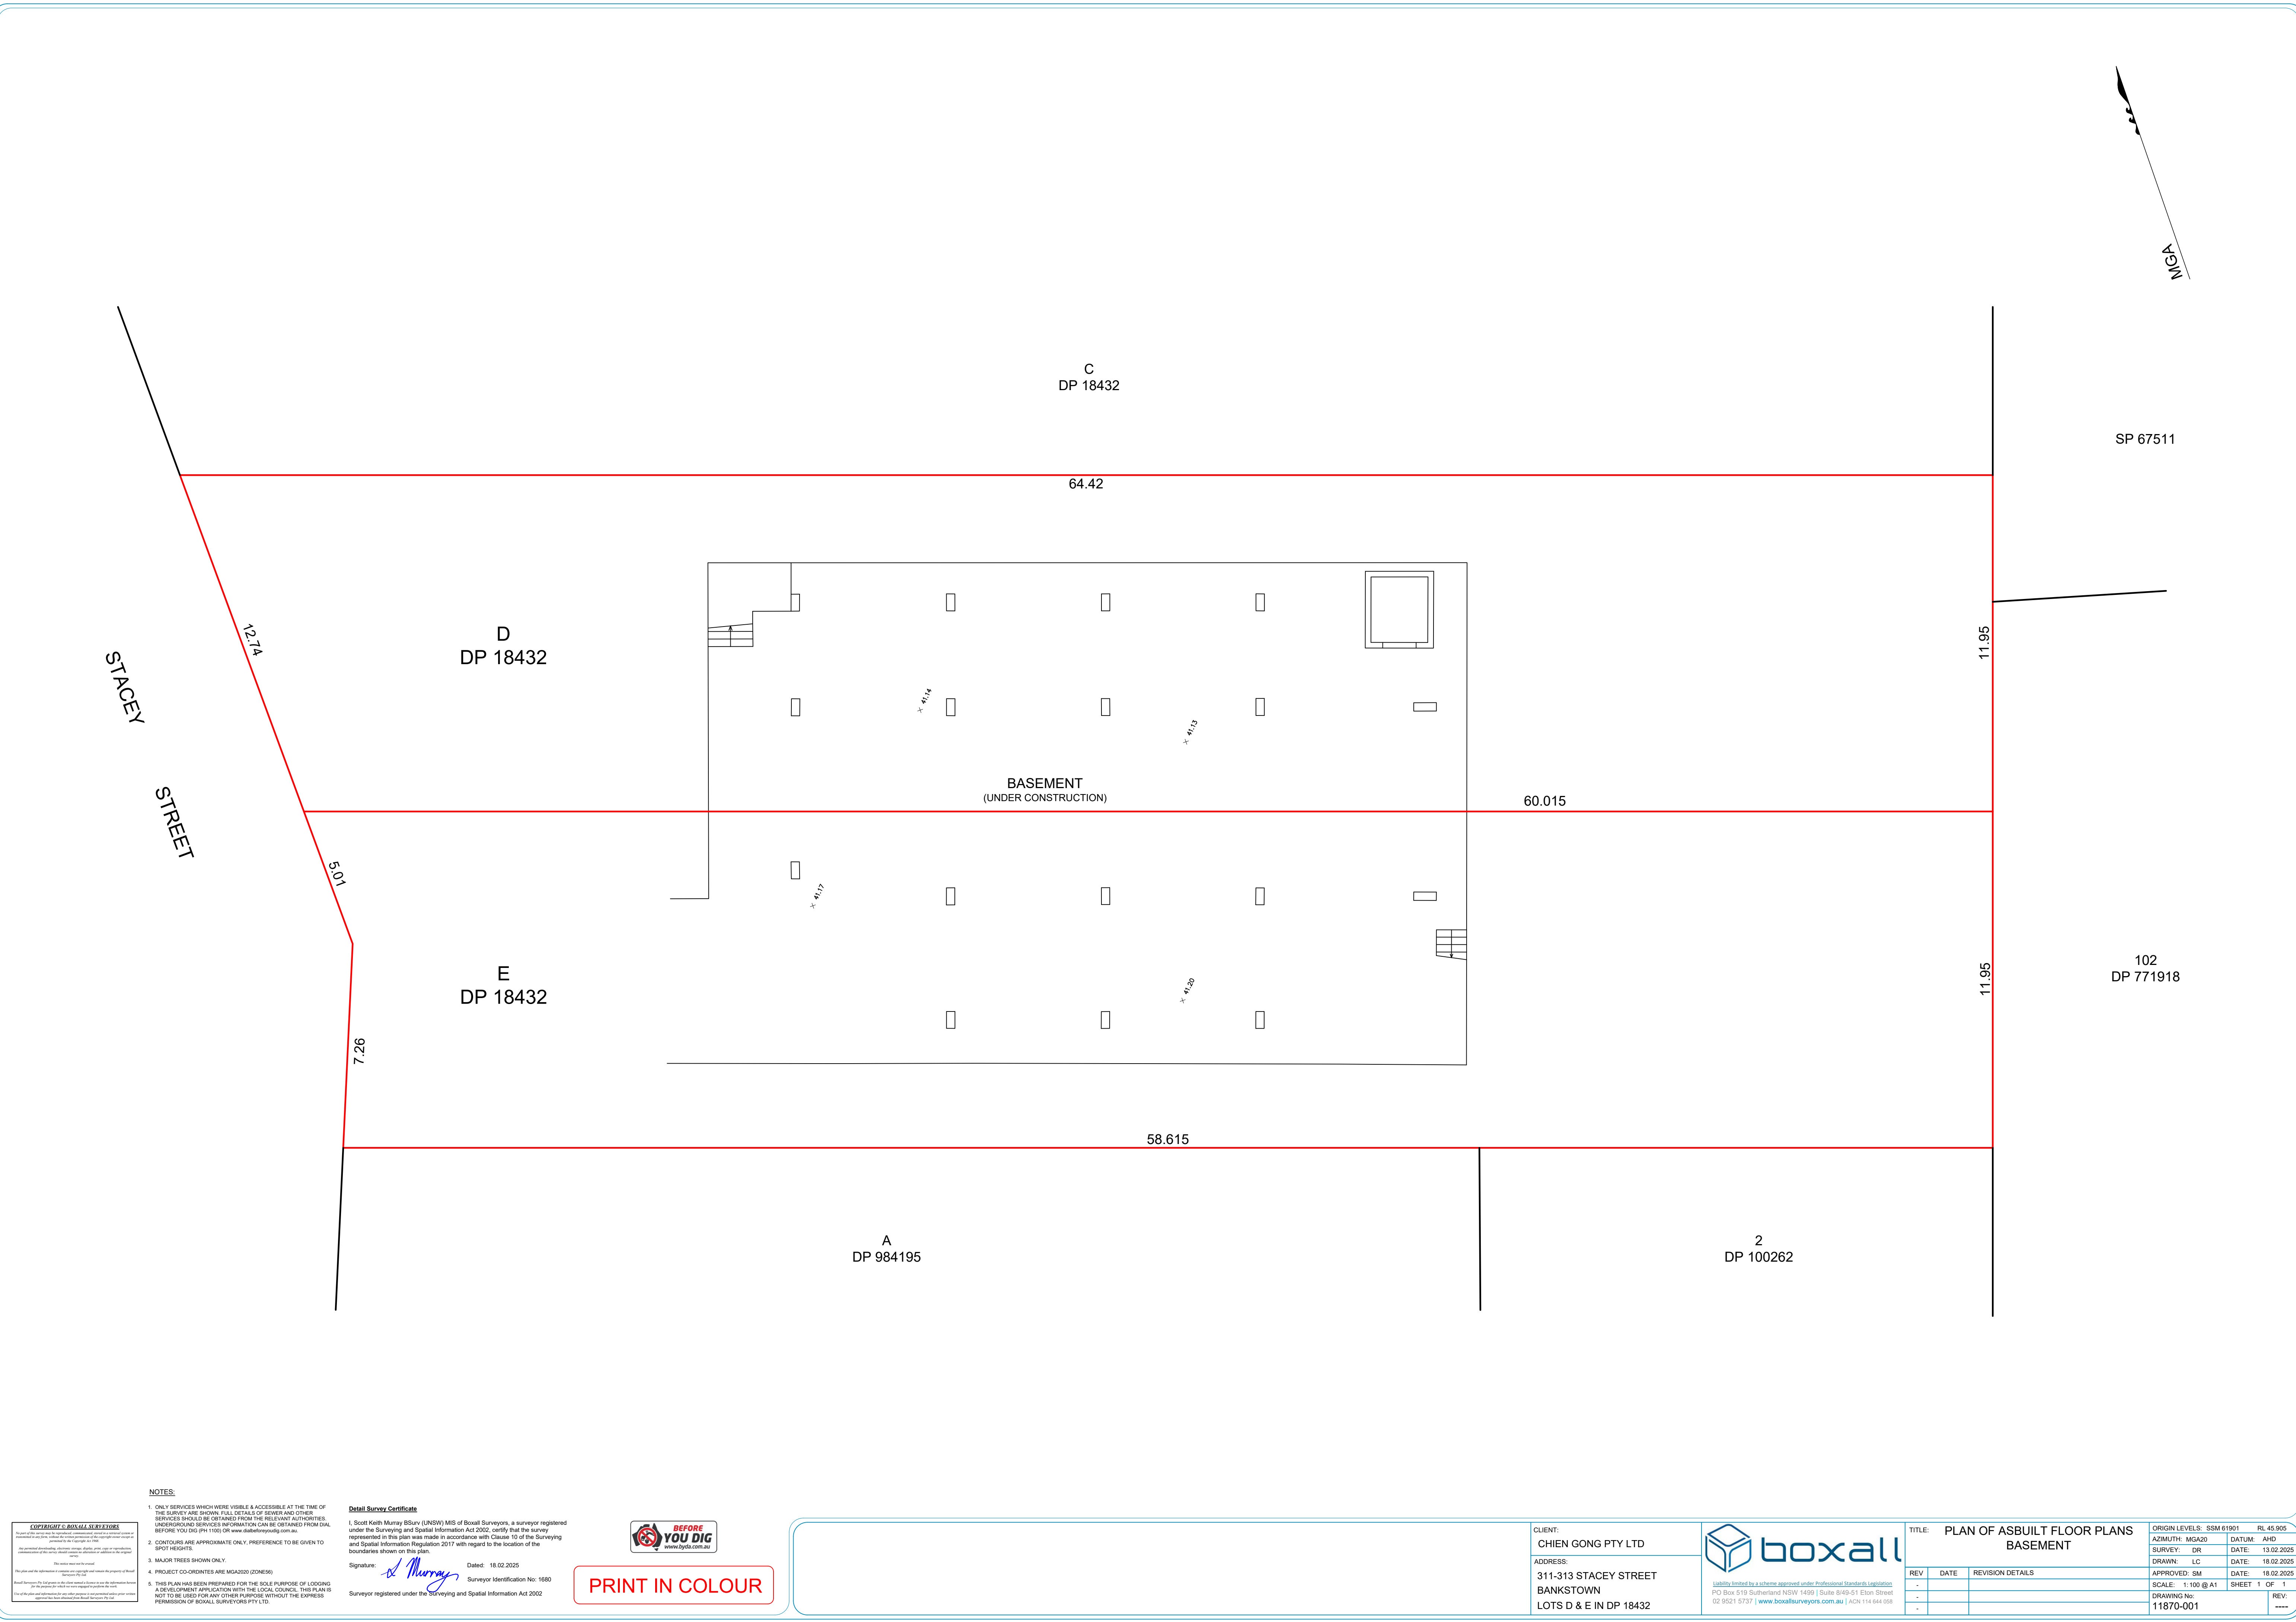 MGA
C
DP 18432
SP 67511
64.42
12.74
D
DP 18432
11.95
STACEY STREET
41.14
41.13
BASEMENT
(UNDER CONSTRUCTION)
60.015
5.01
41.17
E
DP 18432
11.95
102
DP 771918
41.20
7.26
58.615
A
DP 984195
2
DP 100262
NOTES:
1. ONLY SERVICES WHICH WERE VISIBLE & ACCESSIBLE AT THE TIME OF
THE SURVEY ARE SHOWN. FULL DETAILS OF SEWER AND OTHER
SERVICES SHOULD BE OBTAINED FROM THE RELEVANT AUTHORITIES.
UNDERGROUND SERVICES INFORMATION CAN BE OBTAINED FROM DIAL
BEFORE YOU DIG (PH 1100) OR www.dialbeforeyoudig.com.au
2. CONTOURS ARE APPROXIMATE ONLY, PREFERENCE TO BE GIVEN TO
SPOT HEIGHTS.
3. MAJOR TREES SHOWN ONLY.
4. PROJECT CO-ORDINTES ARE MGA2020 (ZONE56)
5. THIS PLAN HAS BEEN PREPARED FOR THE SOLE PURPOSE OF LODGING
A DEVELOPMENT APPLICATION WITH THE LOCAL COUNCIL. THIS PLAN IS
NOT TO BE USED FOR ANY OTHER PURPOSE WITHOUT THE EXPRESS
PERMISSION OF BOXALL SURVEYORS PTY LTD.
COPYRIGHT © BOXALL SURVEYORS
Detail Survey Certificate
I, Scott Keith Murray BSurv (UNSW) MIS of Boxall Surveyors, a surveyor registered
under the Surveying and Spatial Information Act 2002, certify that the survey
represented in this plan was made in accordance with Clause 10 of the Surveying
and Spatial Information Regulation 2017 with regard to the location of the
boundaries shown on this plan.
Signature: S Murray Dated: 18.02.2025
Surveyor Identification No: 1680
Surveyor registered under the Surveying and Spatial Information Act 2002
BEFORE
YOU DIG
www.byda.com.au
PRINT IN COLOUR
CLIENT:
CHIEN GONG PTY LTD
ADDRESS:
311-313 STACEY STREET
BANKSTOWN
LOTS D & E IN DP 18432
boxall
Liability limited by a scheme approved under Professional Standards Legislation
PO Box 519 Sutherland NSW 1499 | Suite 8/49-51 Eton Street
02 9521 5737 | www.boxallsurveyors.com.au | ACN 114 644 058
TITLE: PLAN OF ASBUILT FLOOR PLANS
BASEMENT
REV DATE REVISION DETAILS
-
-
-
ORIGIN LEVELS: SSM 61901 RL 45.905
AZIMUTH: MGA20 DATUM: AHD
SURVEY: DR DATE: 13.02.2025
DRAWN: LC DATE: 18.02.2025
APPROVED: SM DATE: 18.02.2025
SCALE: 1:100 @ A1 SHEET 1 OF 1
DRAWING No: REV:
11870-001 ----